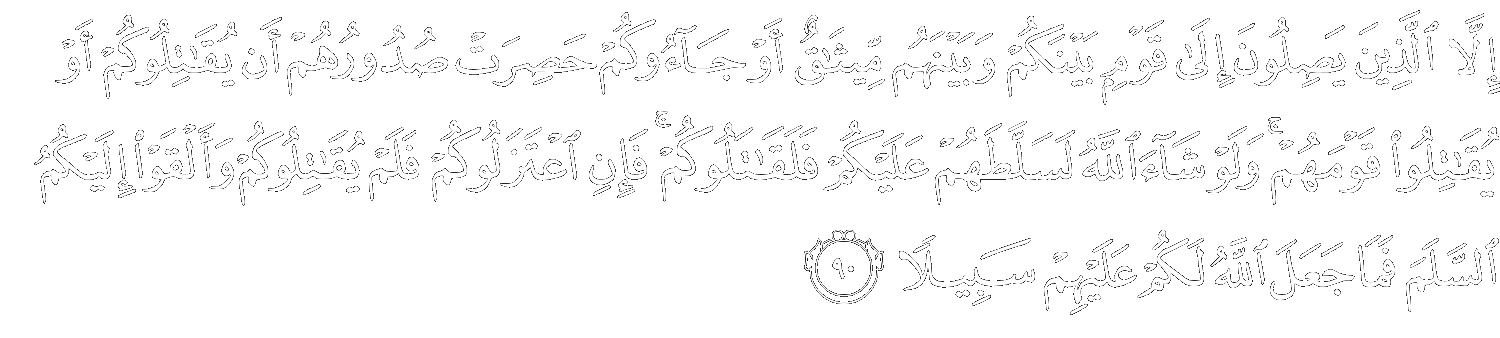 إِلَّا ٱلَّذِينَ يَصِلُونَ إِلَىٰ قَوْمٍۭ بَيْنَكُمْ وَبَيْنَهُم مِّيثَـٰقٌ أَوْ جَآءُوكُمْ حَصِرَتْ صُدُورُهُمْ أَن يُقَـٰتِلُوكُمْ أَوْ
يُقَـٰتِلُوا۟ قَوْمَهُمْ ۚ وَلَوْ شَآءَ ٱللَّهُ لَسَلَّطَهُمْ عَلَيْكُمْ فَلَقَـٰتَلُوكُمْ ۚ فَإِنِ ٱعْتَزَلُوكُمْ فَلَمْ يُقَـٰتِلُوكُمْ وَأَلْقَوْا۟ إِلَيْكُمُ
ٱلسَّلَمَ فَمَا جَعَلَ ٱللَّهُ لَكُمْ عَلَيْهِمْ سَبِيلًا ٩٠